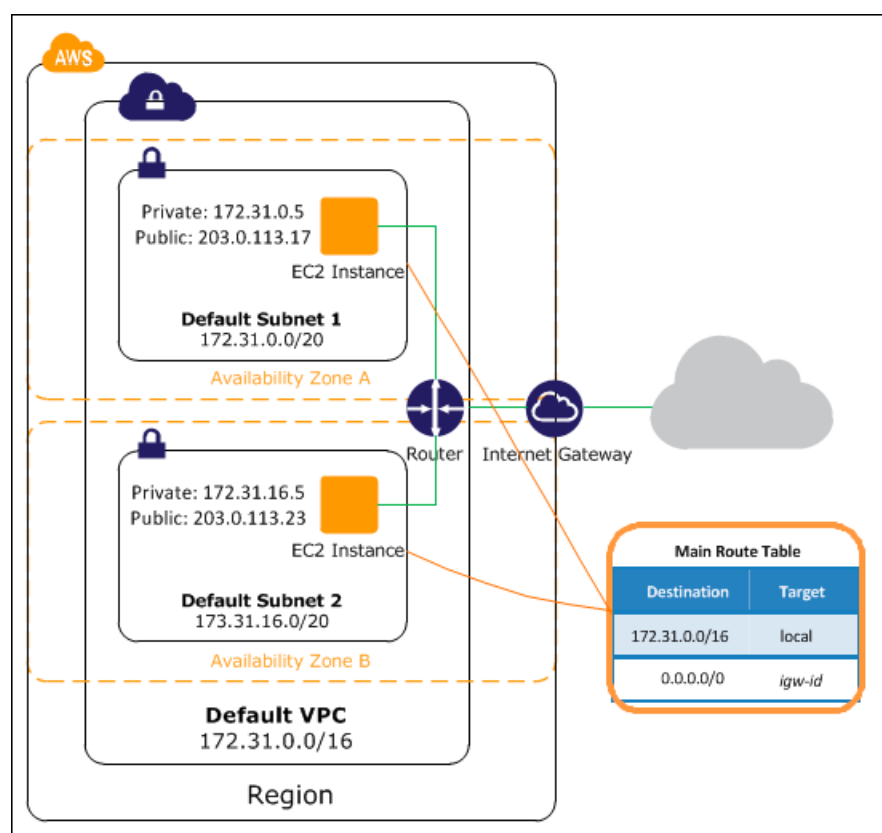 AWS
Private: 172.31.0.5
Public: 203.0.113.17
EC2 Instance
Default Subnet 1
172.31.0.0/20
Availability Zone A
Router
Internet Gateway
Private: 172.31.16.5
Public: 203.0.113.23
EC2 Instance
Default Subnet 2
173.31.16.0/20
Availability Zone B
Main Route Table
Destination Target
172.31.0.0/16 local
0.0.0.0/0 igw-id
Default VPC
172.31.0.0/16
Region